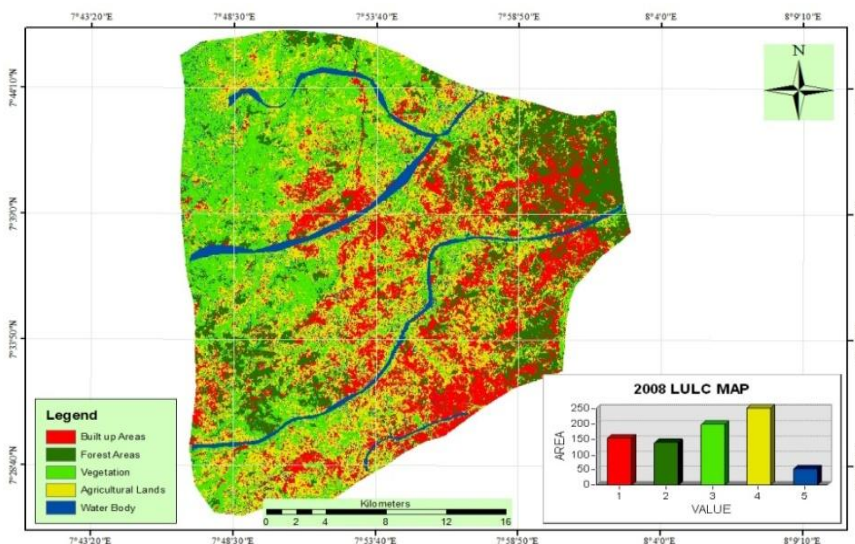 7°43'20"E 7°48'30"E 7°53'40"E 7°58'50"E 8°4'0"E 8°9'10"E
N
7°39'0"N
7°33'50"N
7°28'40"N
Legend
Built up Areas
Forest Areas
Vegetation
Agricultural Lands
Water Body
Kilometers
0 2 4 8 12 16
2008 LULC MAP
AREA
250
200
150
100
50
0
1 2 3 4 5
VALUE
7°43'20"E 7°48'30"E 7°53'40"E 7°58'50"E 8°4'0"E 8°9'10"E